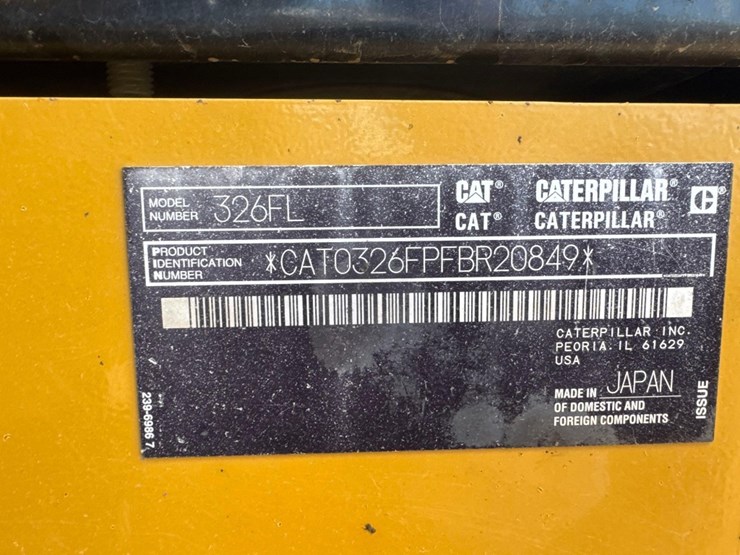 MODEL NUMBER 326FL
CAT® CATERPILLAR®
CAT® CATERPILLAR®
PRODUCT IDENTIFICATION NUMBER *CAT0326FPFBR20849*
CATERPILLAR INC.
PEORIA, IL 61629
USA
MADE IN JAPAN
OF DOMESTIC AND
FOREIGN COMPONENTS
239-6986 7
ISSUE